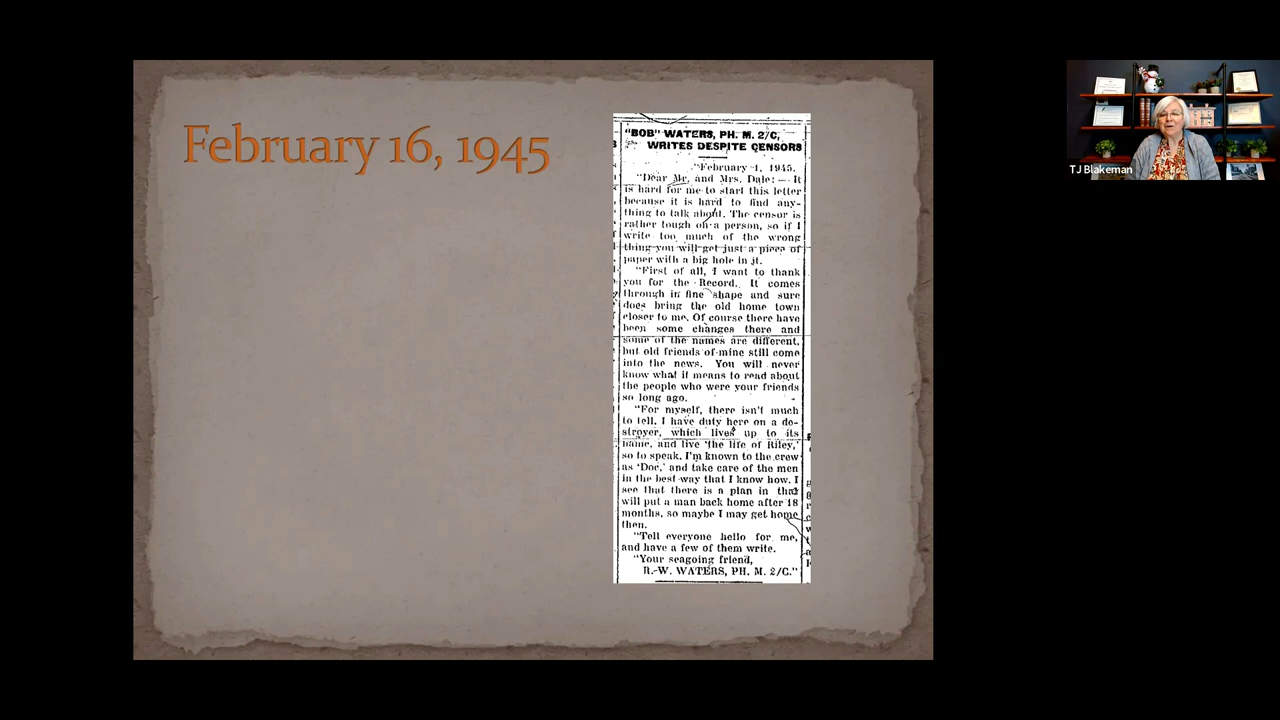 February 16, 1945
"BOB" WATERS, PH. M. 2/C,
WRITES DESPITE CENSORS
"February 1, 1945.
"Dear Mr. and Mrs. Dale: — It
is hard for me to start this letter
because it is hard to find any-
thing to talk about. The censor is
rather tough on a person, so if I
write too much of the wrong
thing you will get just a piece of
paper with a big hole in it.
"First of all, I want to thank
you for the Record. It comes
through in fine shape and sure
does bring the old home town
closer to me. Of course there have
been some changes there and
some of the names are different,
but old friends of mine still come
into the news. You will never
know what it means to read about
the people who were your friends
so long ago.
"For myself, there isn't much
to tell. I have duty here on a de-
stroyer, which lives up to its
name, and live 'the life of Riley,'
so to speak. I'm known to the crew
as 'Doc,' and take care of the men
in the best way that I know how. I
see that there is a plan in that
will put a man back home after 18
months, so maybe I may get home
then.
"Tell everyone hello for me,
and have a few of them write.
"Your seagoing friend,
R. W. WATERS, PH. M. 2/C."
TJ Blakeman